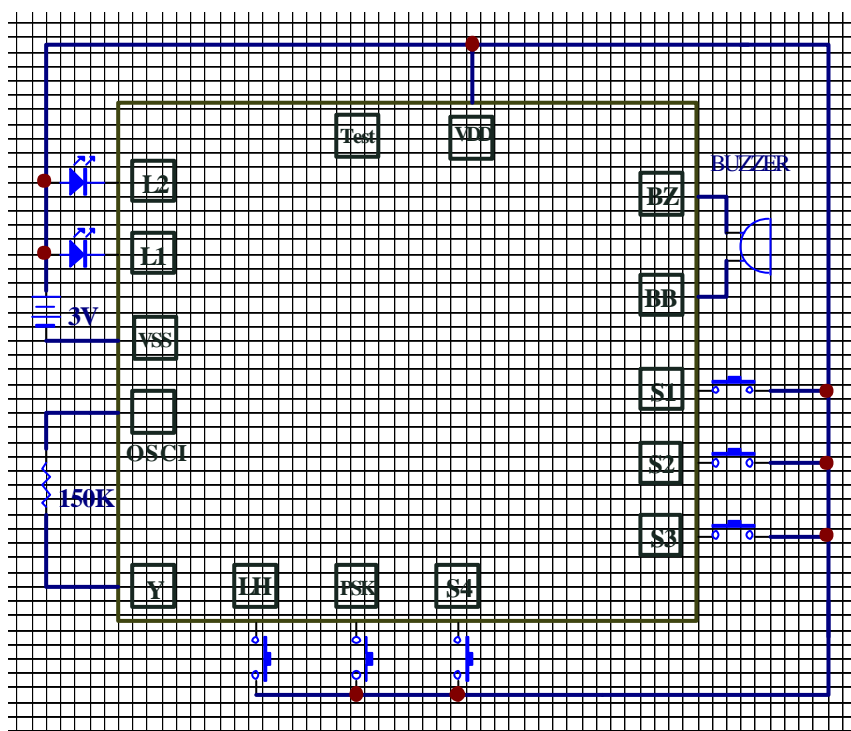 Test
VDD
BUZZER
L2
BZ
L1
BB
3V
VSS
S1
OSCI
S2
150K
S3
Y
LH
PSK
S4